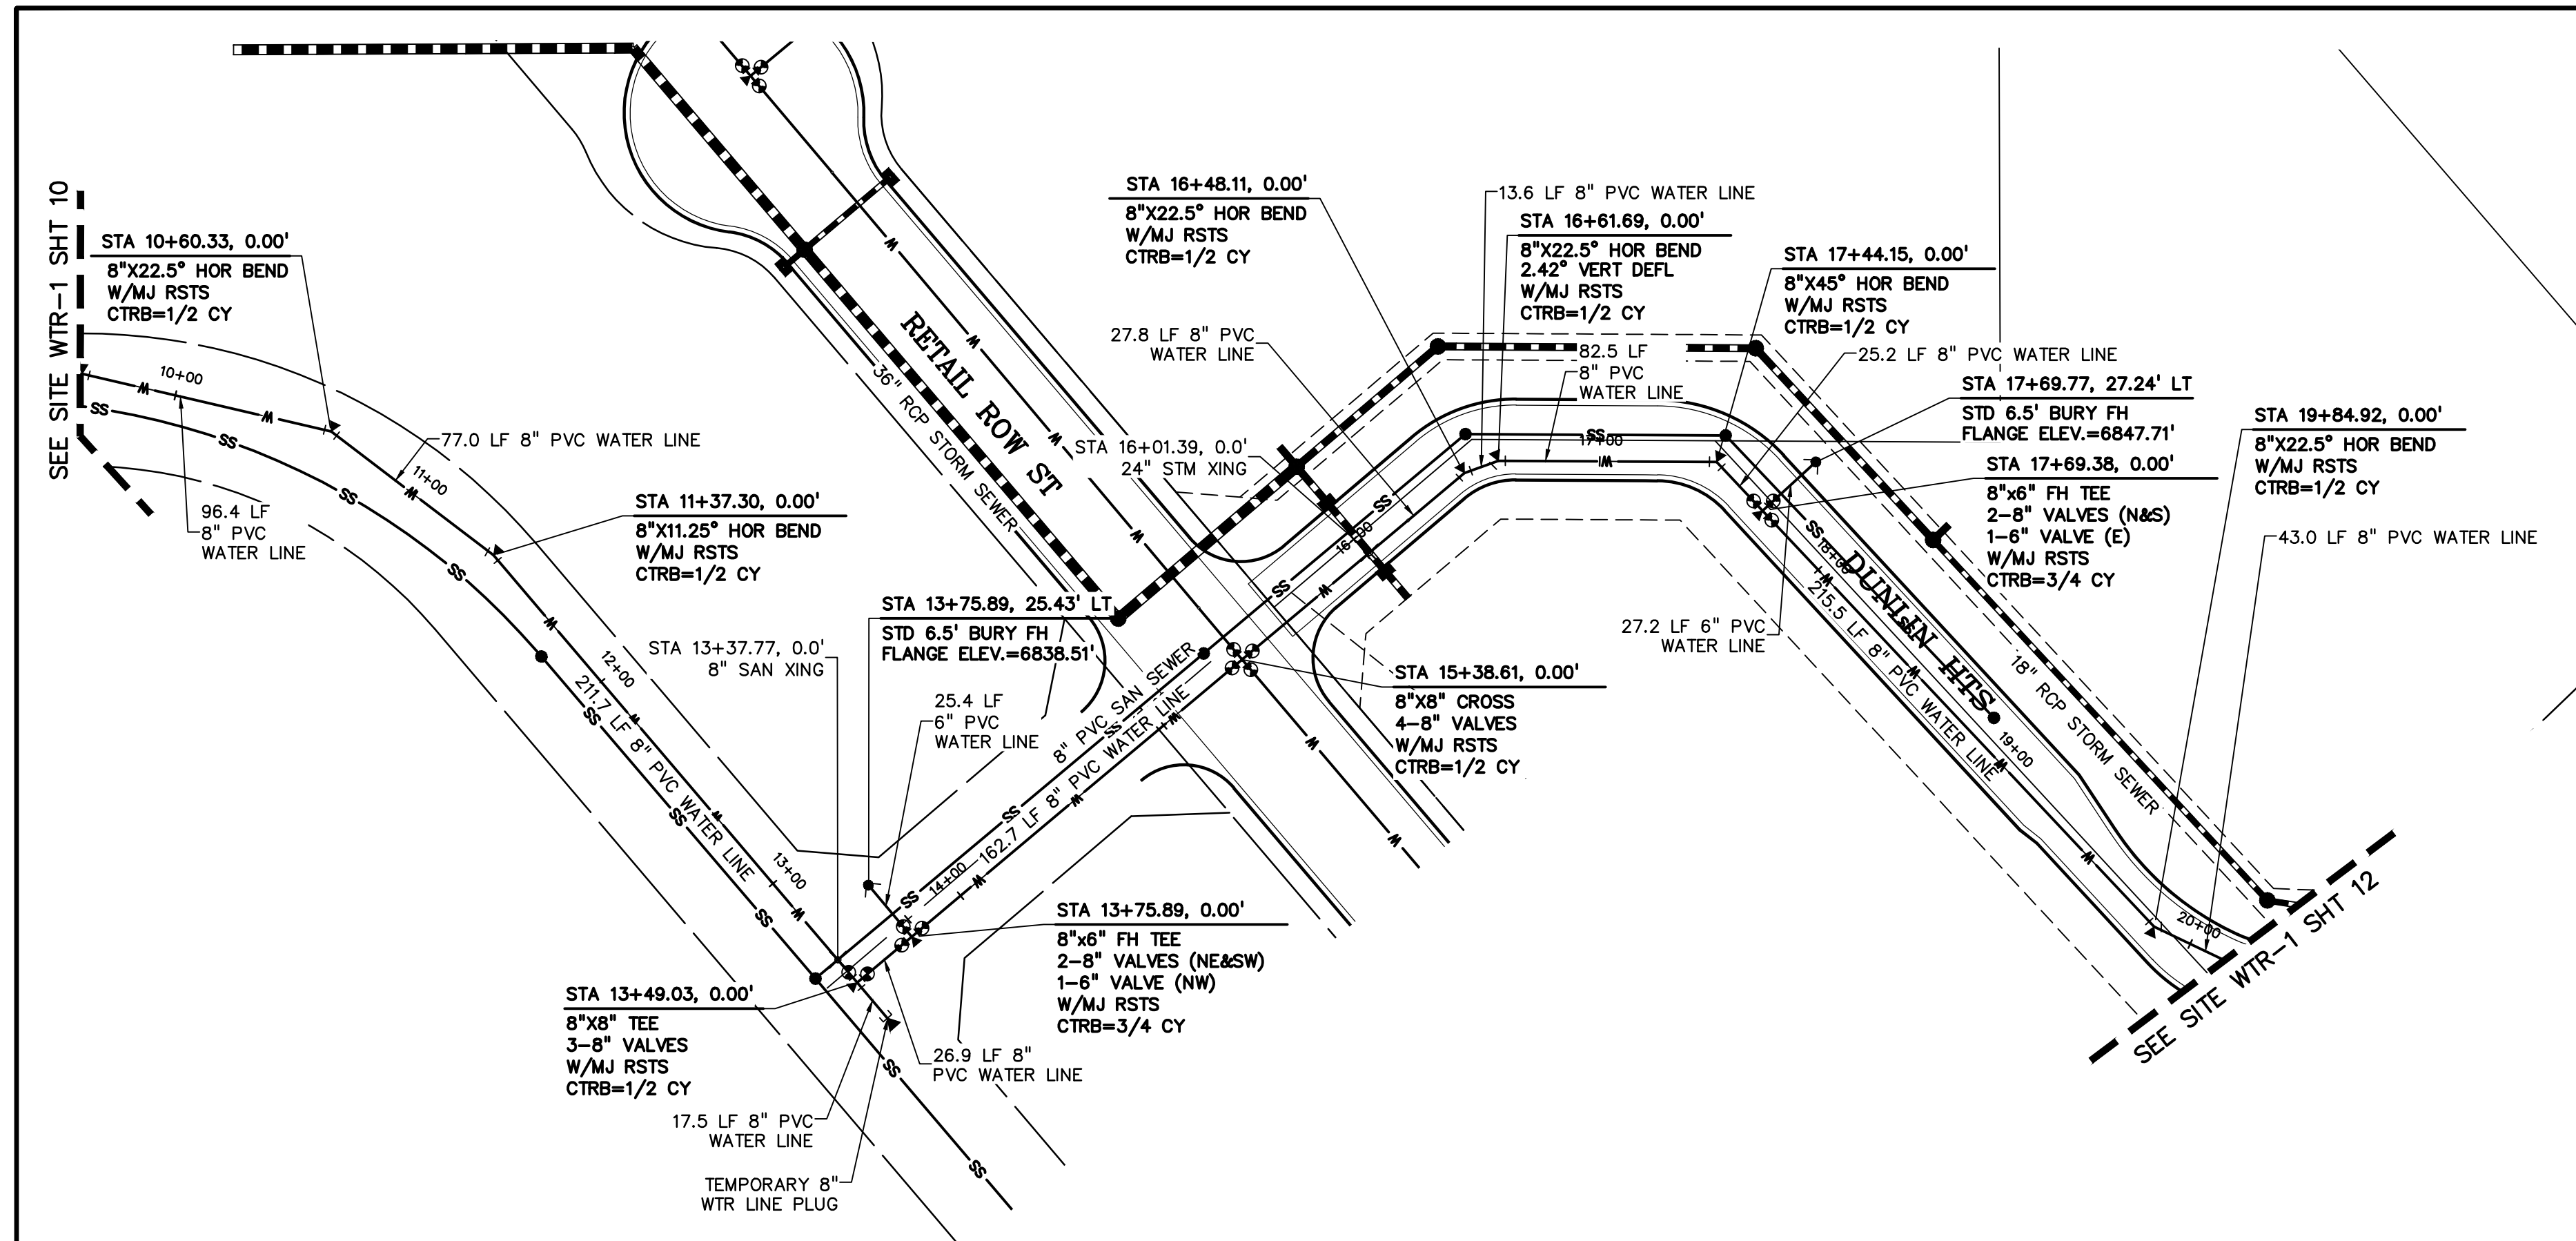 SEE SITE WTR-1 SHT 10
STA 10+60.33, 0.00'
8"X22.5° HOR BEND
W/MJ RSTS
CTRB=1/2 CY
10+00
W
W
SS
SS
SS
SS
SS
SS
SS
SS
SS
96.4 LF
8" PVC
WATER LINE
77.0 LF 8" PVC WATER LINE
11+00
W
STA 11+37.30, 0.00'
8"X11.25° HOR BEND
W/MJ RSTS
CTRB=1/2 CY
W
12+00
W
211.7 LF 8" PVC WATER LINE
W
13+00
W
STA 13+37.77, 0.0'
8" SAN XING
STA 13+75.89, 25.43' LT
STD 6.5' BURY FH
FLANGE ELEV.=6838.51'
25.4 LF
6" PVC
WATER LINE
STA 13+49.03, 0.00'
8"X8" TEE
3-8" VALVES
W/MJ RSTS
CTRB=1/2 CY
17.5 LF 8" PVC
WATER LINE
TEMPORARY 8"
WTR LINE PLUG
26.9 LF 8"
PVC WATER LINE
STA 13+75.89, 0.00'
8"x6" FH TEE
2-8" VALVES (NE&SW)
1-6" VALVE (NW)
W/MJ RSTS
CTRB=3/4 CY
14+00
W
162.7 LF 8" PVC WATER LINE
W
W
8" PVC SAN SEWER
SS
SS
SS
SS
SS
RETAIL ROW ST
36" RCP STORM SEWER
W
W
W
W
W
W
STA 15+38.61, 0.00'
8"X8" CROSS
4-8" VALVES
W/MJ RSTS
CTRB=1/2 CY
W
16+00
STA 16+01.39, 0.0'
24" STM XING
27.8 LF 8" PVC
WATER LINE
STA 16+48.11, 0.00'
8"X22.5° HOR BEND
W/MJ RSTS
CTRB=1/2 CY
13.6 LF 8" PVC WATER LINE
STA 16+61.69, 0.00'
8"X22.5° HOR BEND
2.42° VERT DEFL
W/MJ RSTS
CTRB=1/2 CY
82.5 LF
8" PVC
WATER LINE
SS
17+00
W
STA 17+44.15, 0.00'
8"X45° HOR BEND
W/MJ RSTS
CTRB=1/2 CY
25.2 LF 8" PVC WATER LINE
STA 17+69.77, 27.24' LT
STD 6.5' BURY FH
FLANGE ELEV.=6847.71'
STA 17+69.38, 0.00'
8"x6" FH TEE
2-8" VALVES (N&S)
1-6" VALVE (E)
W/MJ RSTS
CTRB=3/4 CY
27.2 LF 6" PVC
WATER LINE
SS
18+00
W
DUNLIN HTS
SS
215.5 LF 8" PVC WATER LINE
W
19+00
W
W
18" RCP STORM SEWER
STA 19+84.92, 0.00'
8"X22.5° HOR BEND
W/MJ RSTS
CTRB=1/2 CY
43.0 LF 8" PVC WATER LINE
20+00
SEE SITE WTR-1 SHT 12